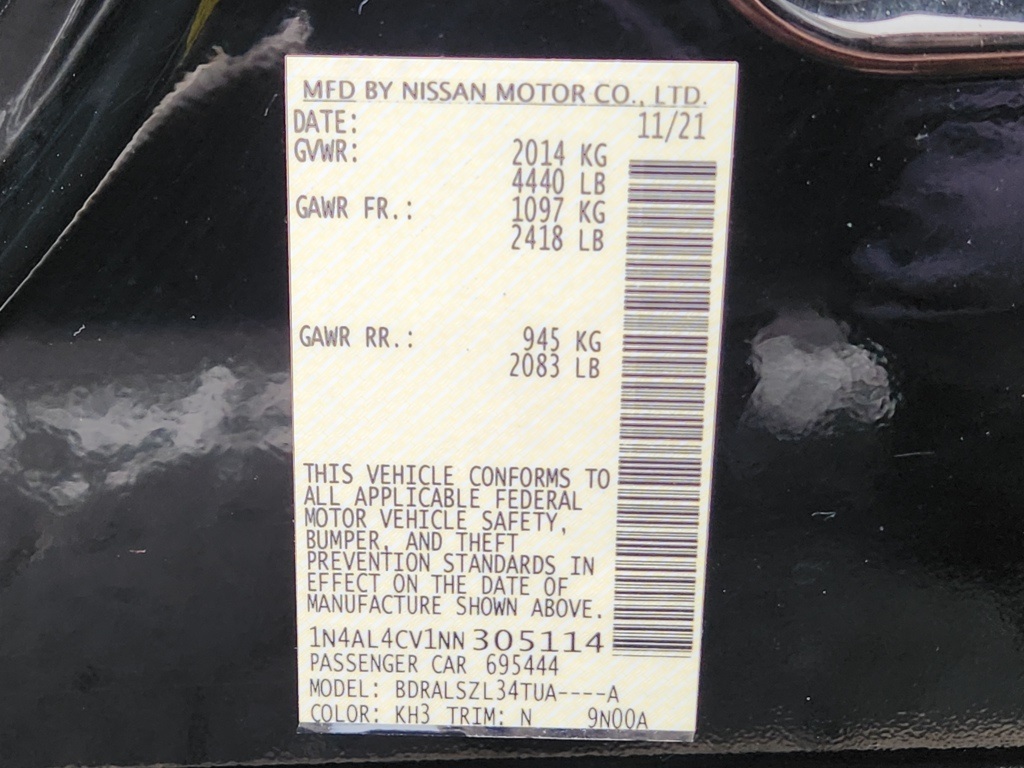 MFD BY NISSAN MOTOR CO., LTD.
DATE: 11/21
GVWR: 2014 KG
4440 LB
GAWR FR.: 1097 KG
2418 LB
GAWR RR.: 945 KG
2083 LB
THIS VEHICLE CONFORMS TO
ALL APPLICABLE FEDERAL
MOTOR VEHICLE SAFETY,
BUMPER, AND THEFT
PREVENTION STANDARDS IN
EFFECT ON THE DATE OF
MANUFACTURE SHOWN ABOVE.
1N4AL4CV1NN305114
PASSENGER CAR 695444
MODEL: BDRALSZL34TUA----A
COLOR: KH3 TRIM: N 9N00A